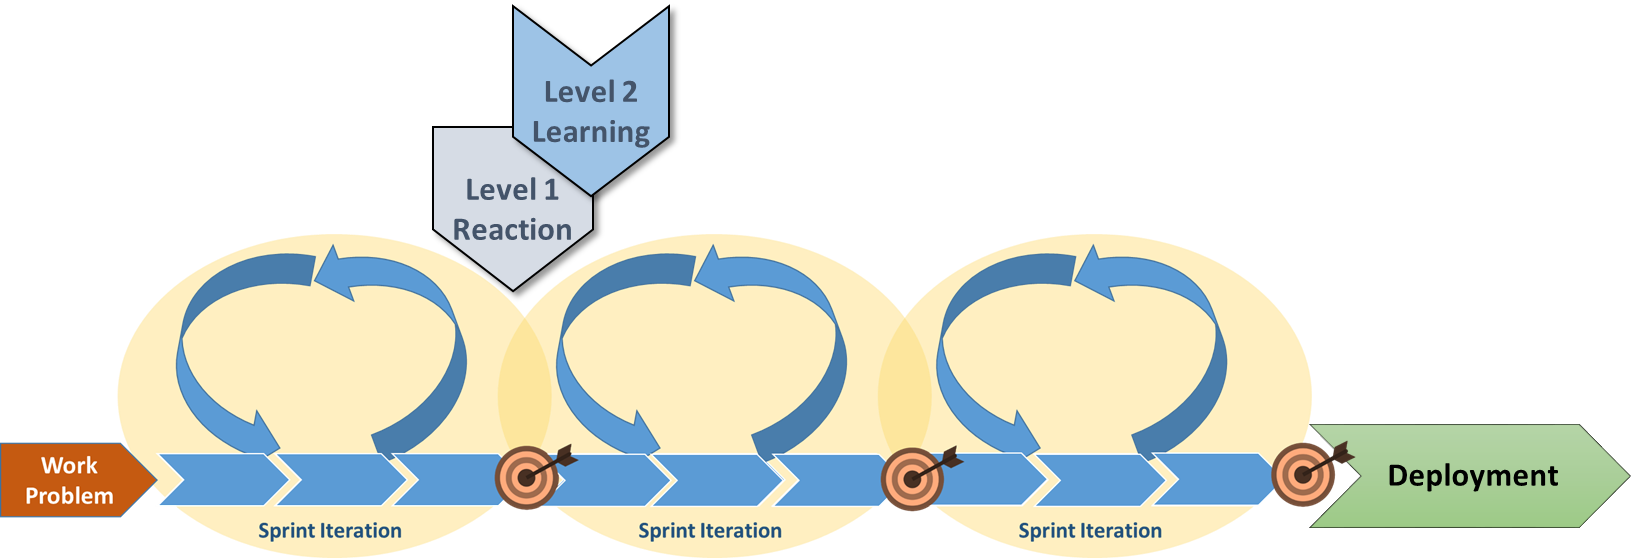 Level 2
Learning
Level 1
Reaction
Work
Problem
Deployment
Sprint Iteration
Sprint Iteration
Sprint Iteration